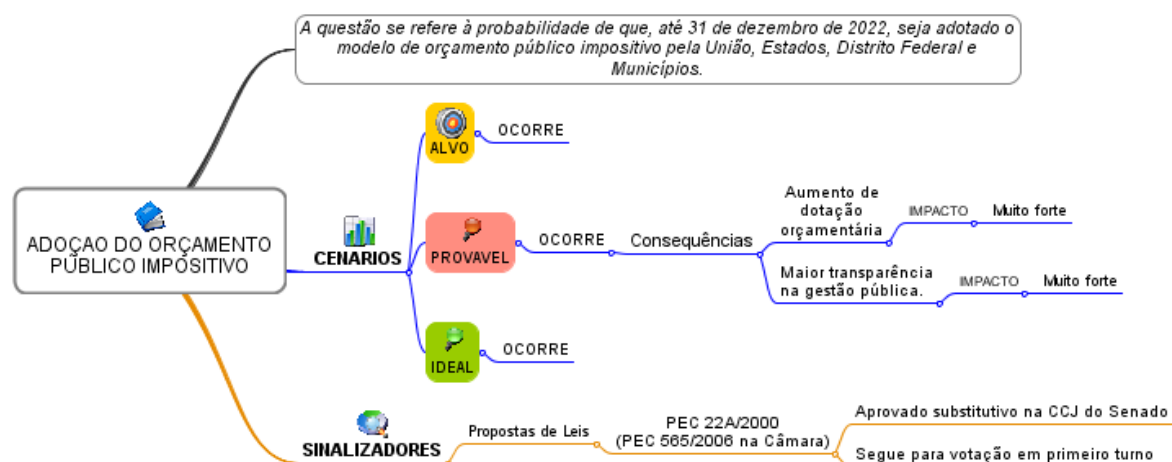 A questão se refere à probabilidade de que, até 31 de dezembro de 2022, seja adotado o
modelo de orçamento público impositivo pela União, Estados, Distrito Federal e
Municípios.
ADOÇAO DO ORÇAMENTO
PÚBLICO IMPOSITIVO
CENARIOS
ALVO
OCORRE
PROVAVEL
OCORRE
Consequências
Aumento de
dotação
orçamentária
IMPACTO
Muito forte
Maior transparência
na gestão pública.
IMPACTO
Muito forte
IDEAL
OCORRE
SINALIZADORES
Propostas de Leis
PEC 22A/2000
(PEC 565/2006 na Câmara)
Aprovado substitutivo na CCJ do Senado
Segue para votação em primeiro turno